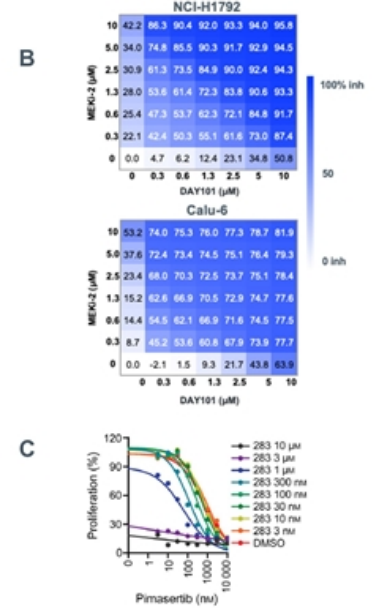 NCI-H1792
B
MEKi-2 (µM)
10 42.2 86.3 90.4 92.0 93.3 94.0 95.8
5.0 34.0 74.8 85.5 90.3 91.7 92.9 94.5
2.5 30.9 61.3 73.5 84.9 90.0 92.4 94.3
1.3 28.0 53.6 61.4 72.3 83.8 90.6 93.3
0.6 25.4 47.3 53.7 62.3 72.1 84.8 91.7
0.3 22.1 42.4 50.3 55.1 61.6 73.0 87.4
0 0.0 4.7 6.2 12.4 23.1 34.8 50.8
0 0.3 0.6 1.3 2.5 5 10
DAY101 (µM)
100% inh
50
0 inh
Calu-6
MEKi-2 (µM)
10 53.2 74.0 75.3 76.0 77.3 78.7 81.9
5.0 37.6 72.4 73.4 74.5 75.1 76.4 79.3
2.5 23.4 68.0 70.3 72.5 73.7 75.1 78.4
1.3 15.2 62.6 66.9 70.5 72.9 74.7 77.6
0.6 14.4 54.5 62.1 66.9 71.6 74.5 77.5
0.3 8.7 45.2 53.6 60.8 67.9 73.9 77.7
0 0.0 -2.1 1.5 9.3 21.7 43.8 63.9
0 0.3 0.6 1.3 2.5 5 10
DAY101 (µM)
C
Proliferation (%)
120
90
60
30
0
0 1 10 100 1000 10 000
Pimasertib (nM)
283 10 µM
283 3 µM
283 1 µM
283 300 nM
283 100 nM
283 30 nM
283 10 nM
283 3 nM
DMSO